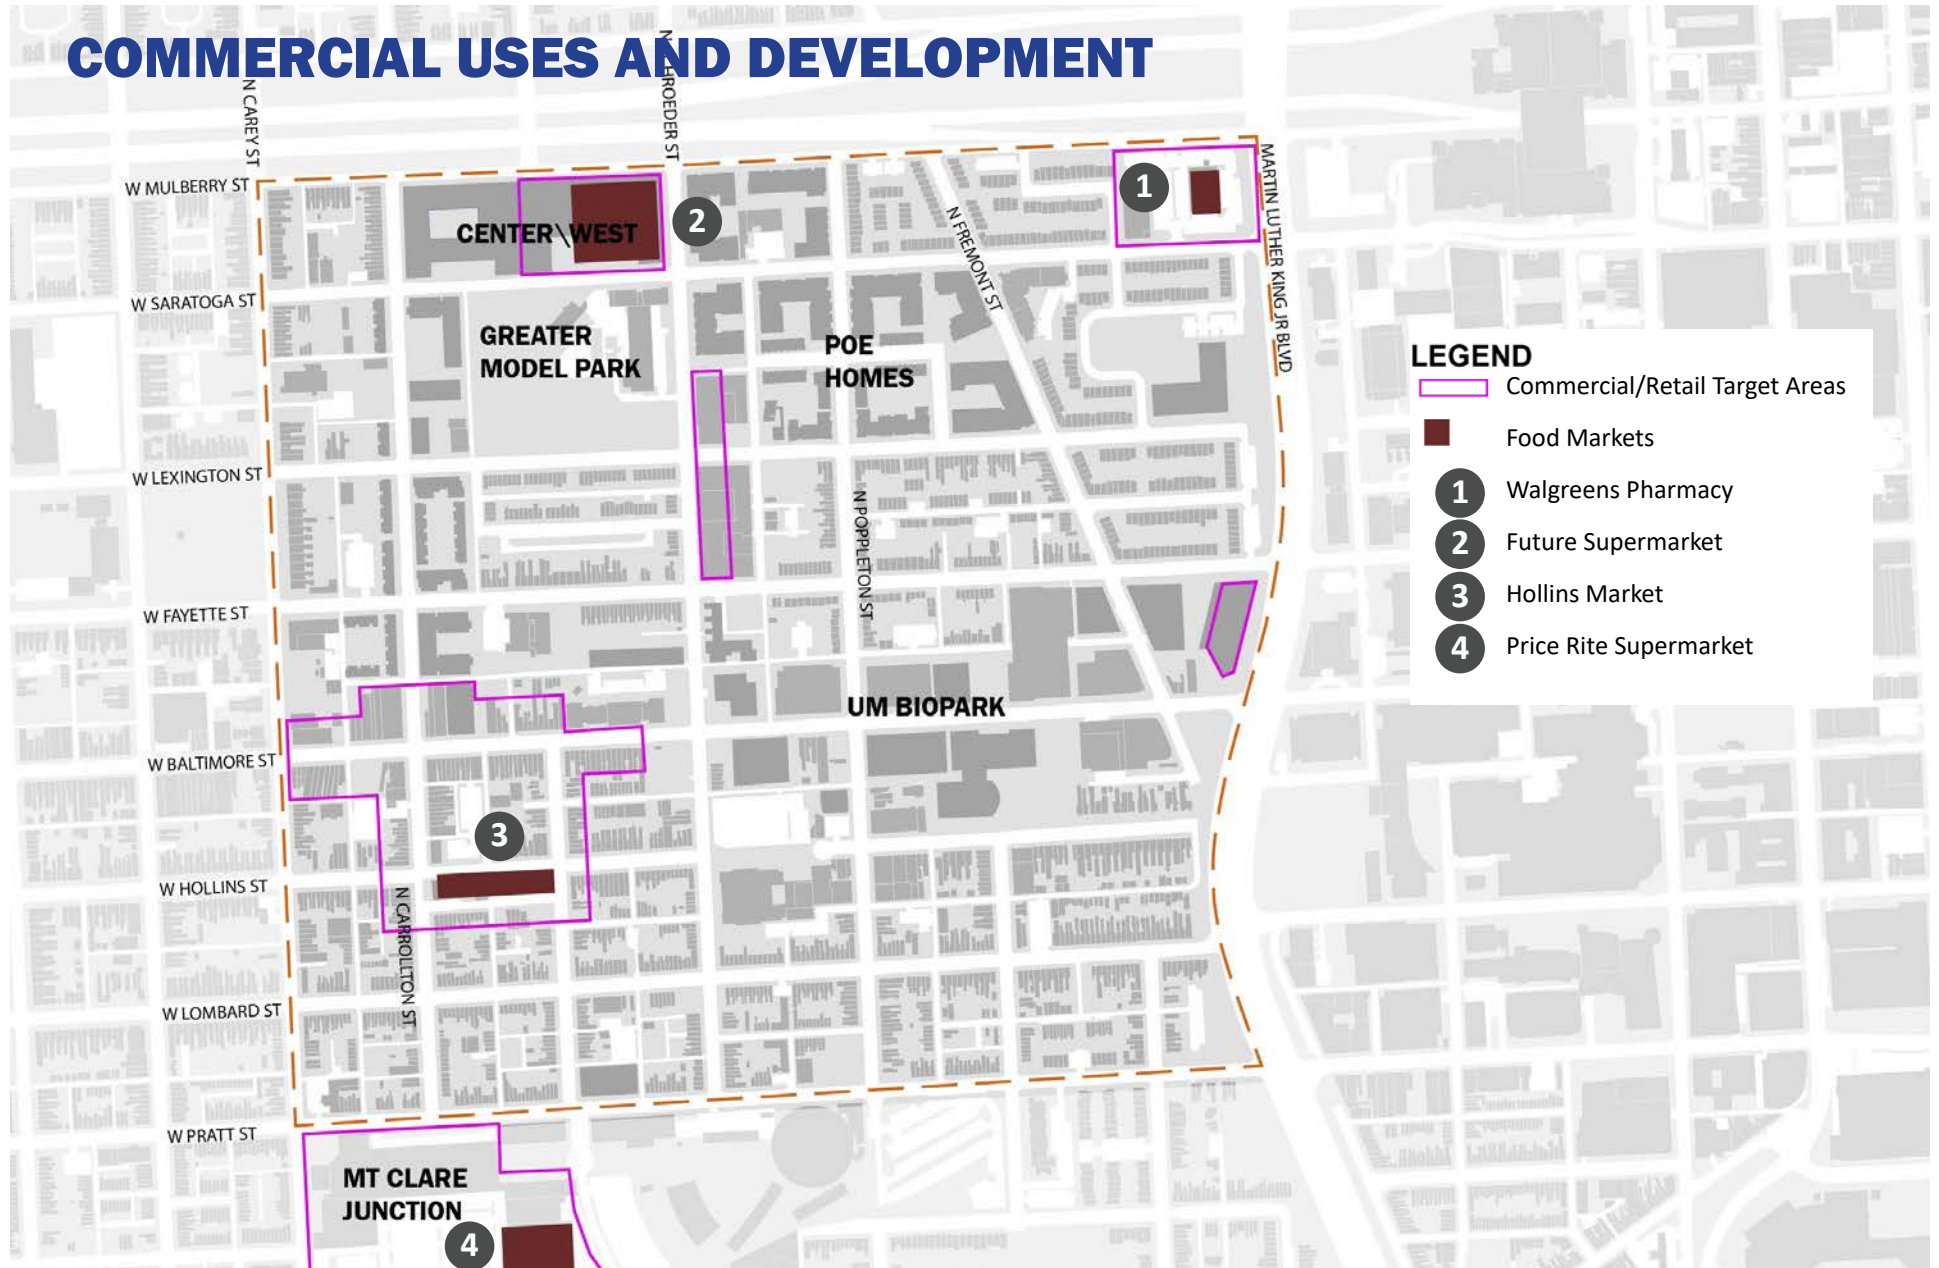 COMMERCIAL USES AND DEVELOPMENT
N CAREY ST
MARTIN LUTHER KING JR BLVD
W MULBERRY ST
1
2
CENTER\WEST
N FREMONT ST
W SARATOGA ST
GREATER
MODEL PARK
POE
HOMES
LEGEND
Commercial/Retail Target Areas
Food Markets
1 Walgreens Pharmacy
2 Future Supermarket
3 Hollins Market
4 Price Rite Supermarket
W LEXINGTON ST
N POPPLETON ST
W FAYETTE ST
UM BIOPARK
W BALTIMORE ST
3
W HOLLINS ST
N CARROLLTON ST
W LOMBARD ST
W PRATT ST
MT CLARE
JUNCTION
4